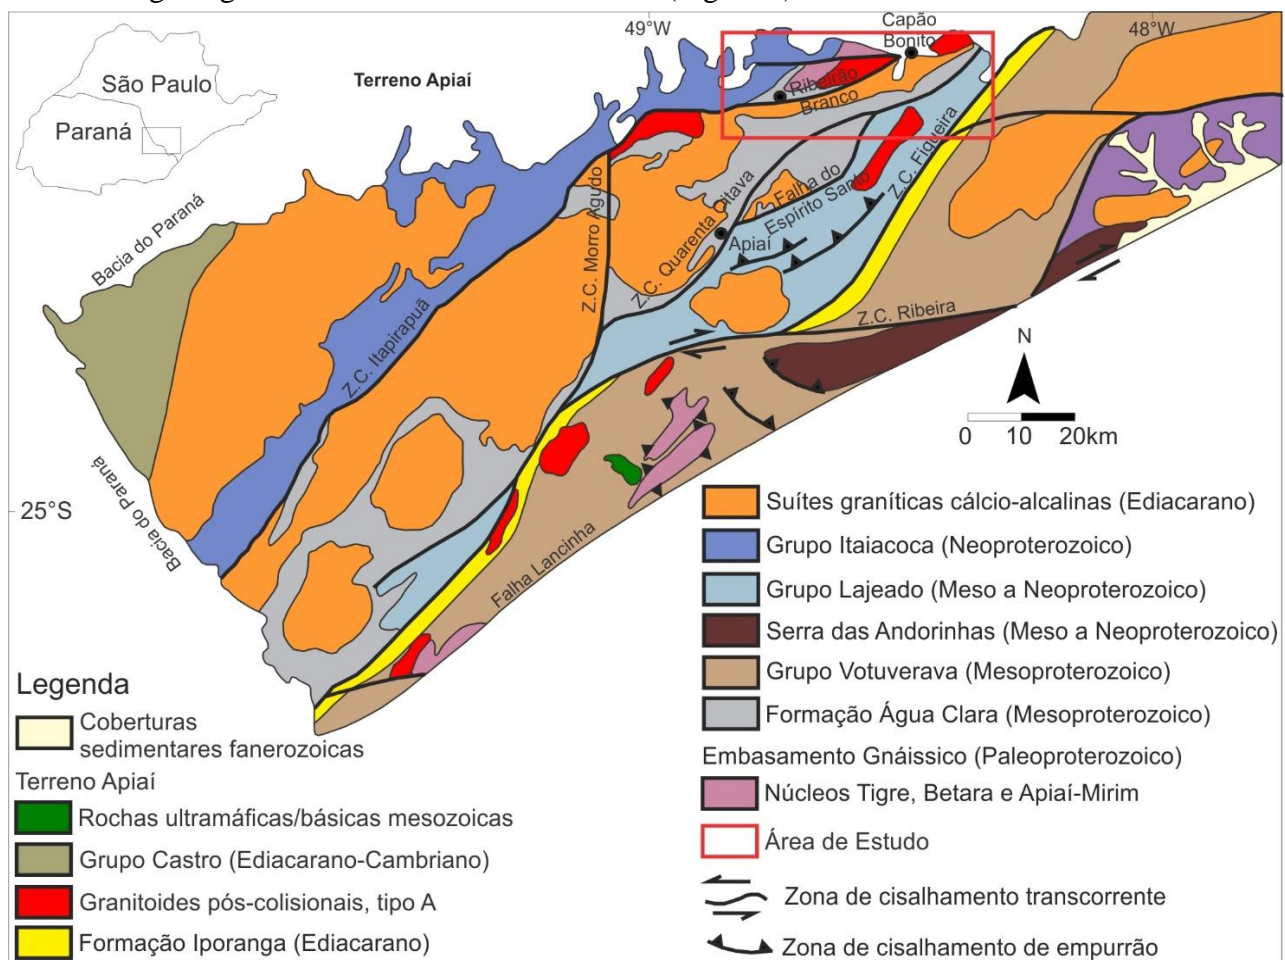 49°W
48°W
Capão
Bonito
São Paulo
Paraná
Terreno Apiaí
Ribeirão
Branco
Z.C. Figueira
Falha do
Espírito Santo
Z.C. Quarenta Oitava
Apiaí
Z.C. Morro Agudo
Bacia do Paraná
Z.C. Itapirapuã
Z.C. Ribeira
N
0 10 20km
Bacia do Paraná
25°S
Falha Lancinha
Legenda
Coberturas
sedimentares fanerozoicas
Terreno Apiaí
Rochas ultramáficas/básicas mesozoicas
Grupo Castro (Ediacarano-Cambriano)
Granitoides pós-colisionais, tipo A
Formação Iporanga (Ediacarano)
Suítes graníticas cálcio-alcalinas (Ediacarano)
Grupo Itaiacoca (Neoproterozoico)
Grupo Lajeado (Meso a Neoproterozoico)
Serra das Andorinhas (Meso a Neoproterozoico)
Grupo Votuverava (Mesoproterozoico)
Formação Água Clara (Mesoproterozoico)
Embasamento Gnáissico (Paleoproterozoico)
Núcleos Tigre, Betara e Apiaí-Mirim
Área de Estudo
Zona de cisalhamento transcorrente
Zona de cisalhamento de empurrão